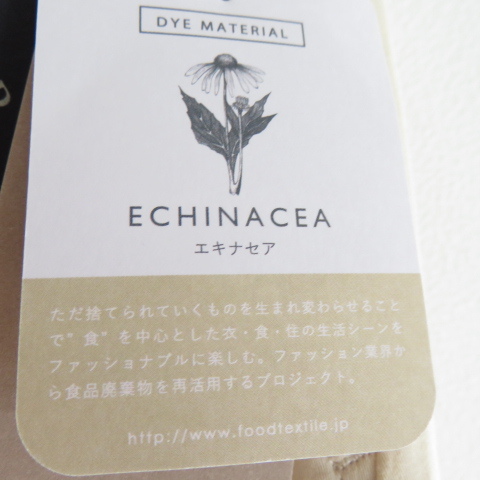 DYE MATERIAL
ECHINACEA
エキナセア
ただ捨てられていくものを生まれ変わらせること
で"食"を中心とした衣・食・性の生活シーンを
ファッショナブルに楽しむ。ファッション業界か
ら食品廃棄物を再活用するプロジェクト。
http://www.foodtextile.jp